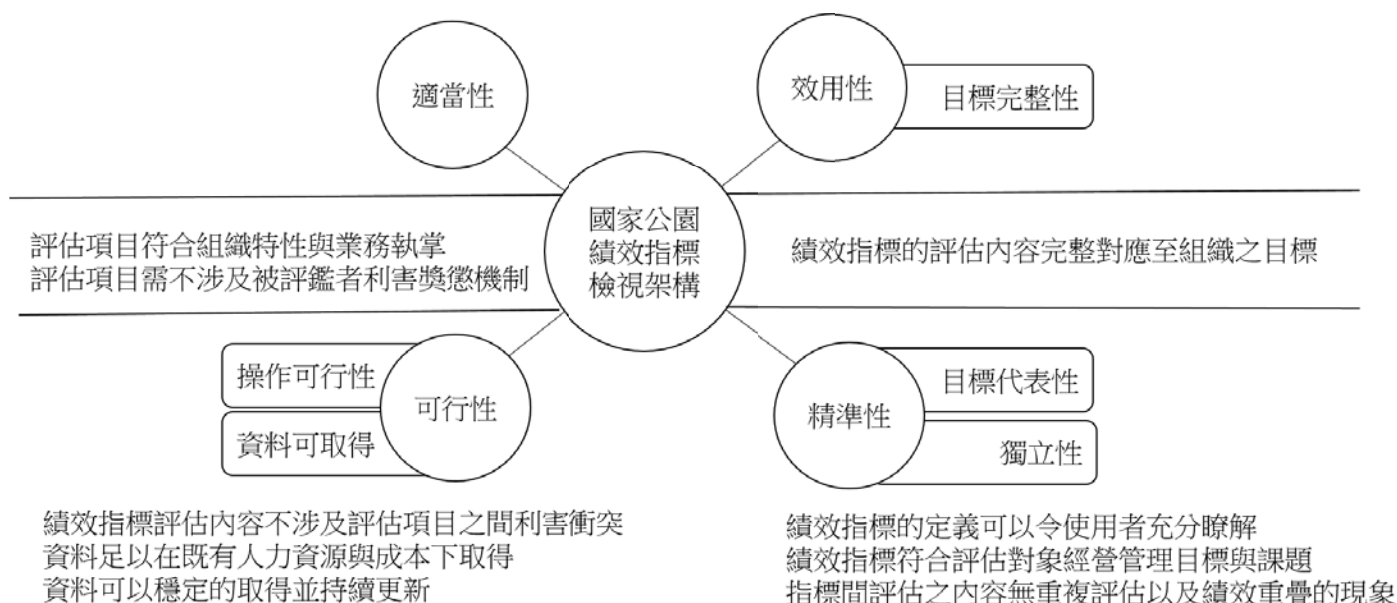 適當性
效用性
目標完整性
國家公園
績效指標
檢視架構
評估項目符合組織特性與業務執掌
評估項目需不涉及被評鑑者利害獎懲機制
績效指標的評估內容完整對應至組織之目標
操作可行性
資料可取得
可行性
精準性
目標代表性
獨立性
績效指標評估內容不涉及評估項目之間利害衝突
資料足以在既有人力資源與成本下取得
資料可以穩定的取得並持續更新
績效指標的定義可以令使用者充分瞭解
績效指標符合評估對象經營管理目標與課題
指標間評估之內容無重複評估以及績效重疊的現象